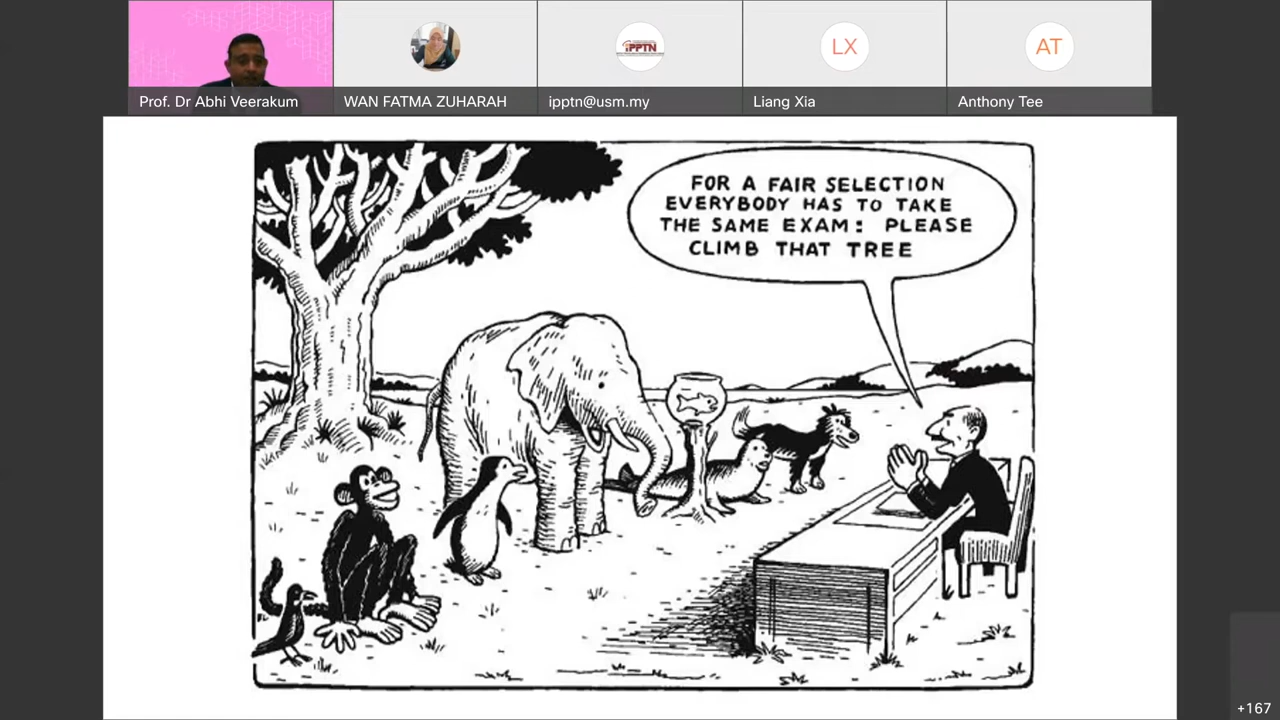 Prof. Dr Abhi Veerakum
WAN FATMA ZUHARAH
iPPTN
ipptn@usm.my
LX
Liang Xia
AT
Anthony Tee
FOR A FAIR SELECTION
EVERYBODY HAS TO TAKE
THE SAME EXAM: PLEASE
CLIMB THAT TREE
+167